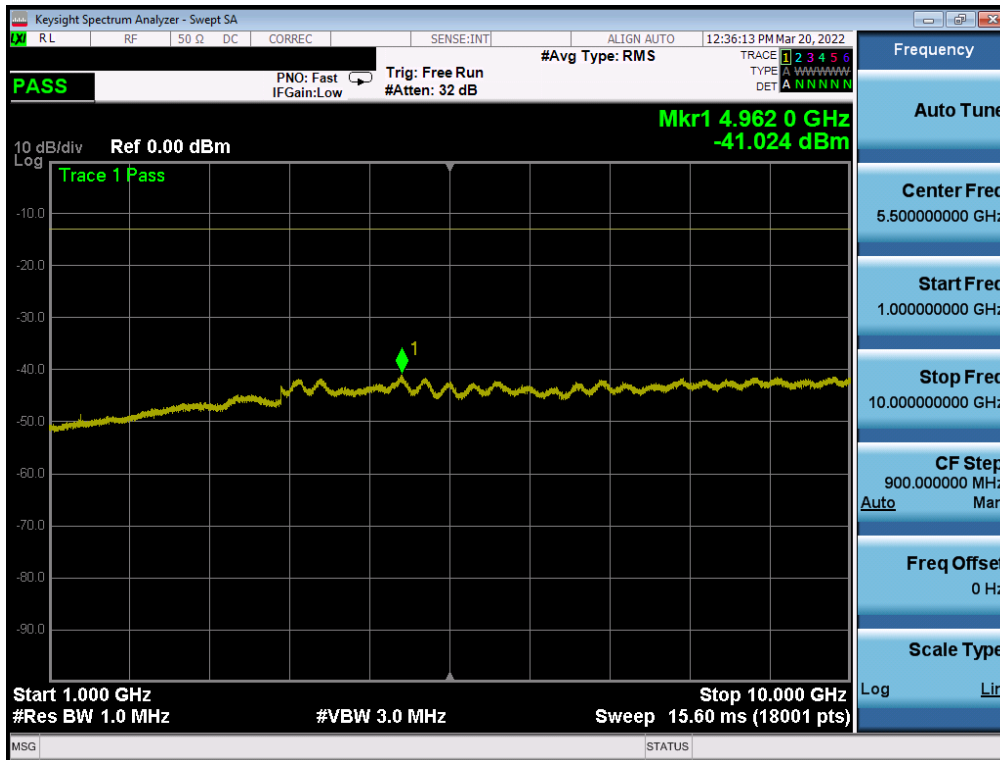 Keysight Spectrum Analyzer - Swept SA
LXI RL RF 50 Ω DC CORREC SENSE:INT ALIGN AUTO 12:36:13 PM Mar 20, 2022
#Avg Type: RMS
TRACE 1 2 3 4 5 6
TYPE A WWWWW
DET A N N N N N
PASS
PNO: Fast
IFGain:Low
Trig: Free Run
#Atten: 32 dB
Mkr1 4.962 0 GHz
-41.024 dBm
10 dB/div
Log
Ref 0.00 dBm
Trace 1 Pass
1
-10.0
-20.0
-30.0
-40.0
-50.0
-60.0
-70.0
-80.0
-90.0
Start 1.000 GHz
Stop 10.000 GHz
#Res BW 1.0 MHz
#VBW 3.0 MHz
Sweep 15.60 ms (18001 pts)
MSG
STATUS
Frequency
Auto Tune
Center Freq
5.500000000 GHz
Start Freq
1.000000000 GHz
Stop Freq
10.000000000 GHz
CF Step
900.000000 MHz
Auto Man
Freq Offset
0 Hz
Scale Type
Log Lin